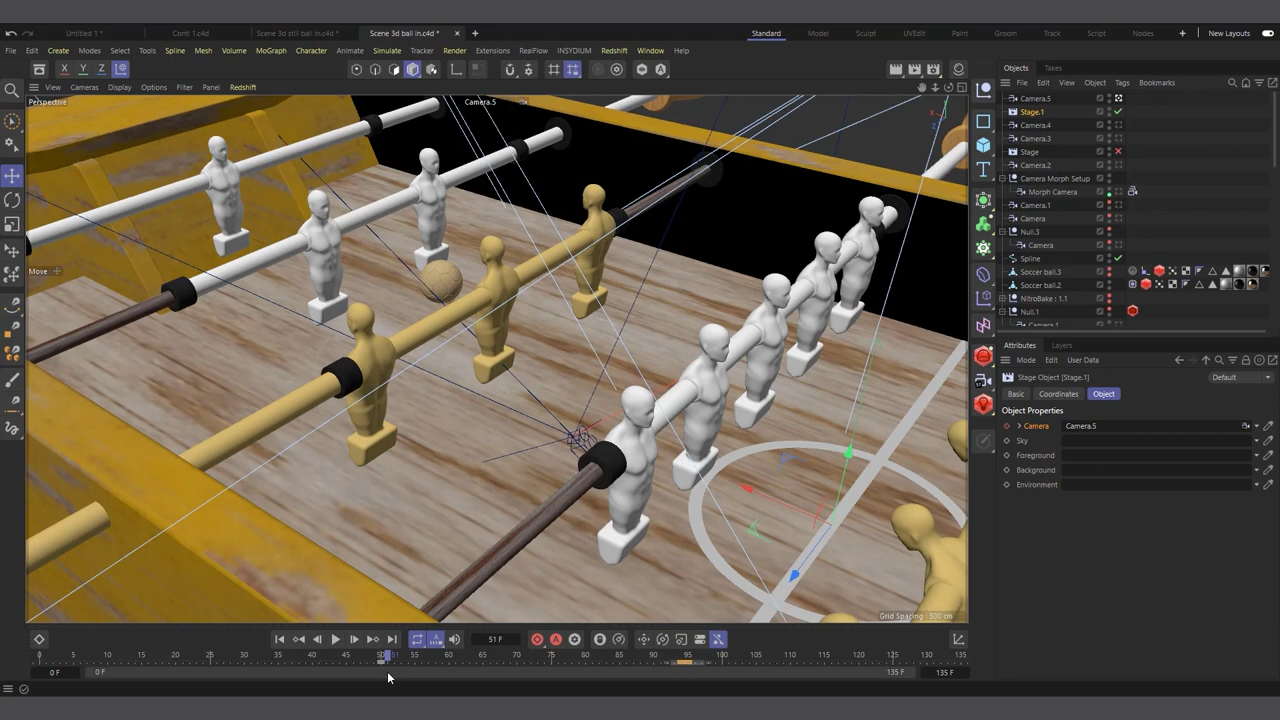 Untitled 1 * Conti 1.c4d Scene 3d still ball in.c4d * Scene 3d ball in.c4d * Standard Model Sculpt UVEdit Paint Groom Track Script Nodes New Layouts
File Edit Create Modes Select Tools Spline Mesh Volume MoGraph Character Animate Simulate Tracker Render Extensions RealFlow INSYDIUM Redshift Window Help
X Y Z Objects Takes
View Cameras Display Options Filter Panel Redshift File Edit View Object Tags Bookmarks
Perspective Camera.5
Camera.5
Stage.1
Camera.4
Camera.3
Stage
Camera.2
Camera Morph Setup
Morph Camera
Camera.1
Camera
Null.3
Camera
Spline
Soccer ball.3
Soccer ball.2
NitroBake : 1.1
Null.1
Camera.1
Move
Attributes Layers
Mode Edit User Data
Stage Object [Stage.1] Default
Basic Coordinates Object
Object Properties
Camera Camera.5
Sky
Foreground
Background
Environment
Grid Spacing : 500 cm
51 F
0 5 10 15 20 25 30 35 40 45 50 51 55 60 65 70 75 80 85 90 95 100 105 110 115 120 125 130 135
0 F 0 F 135 F 135 F